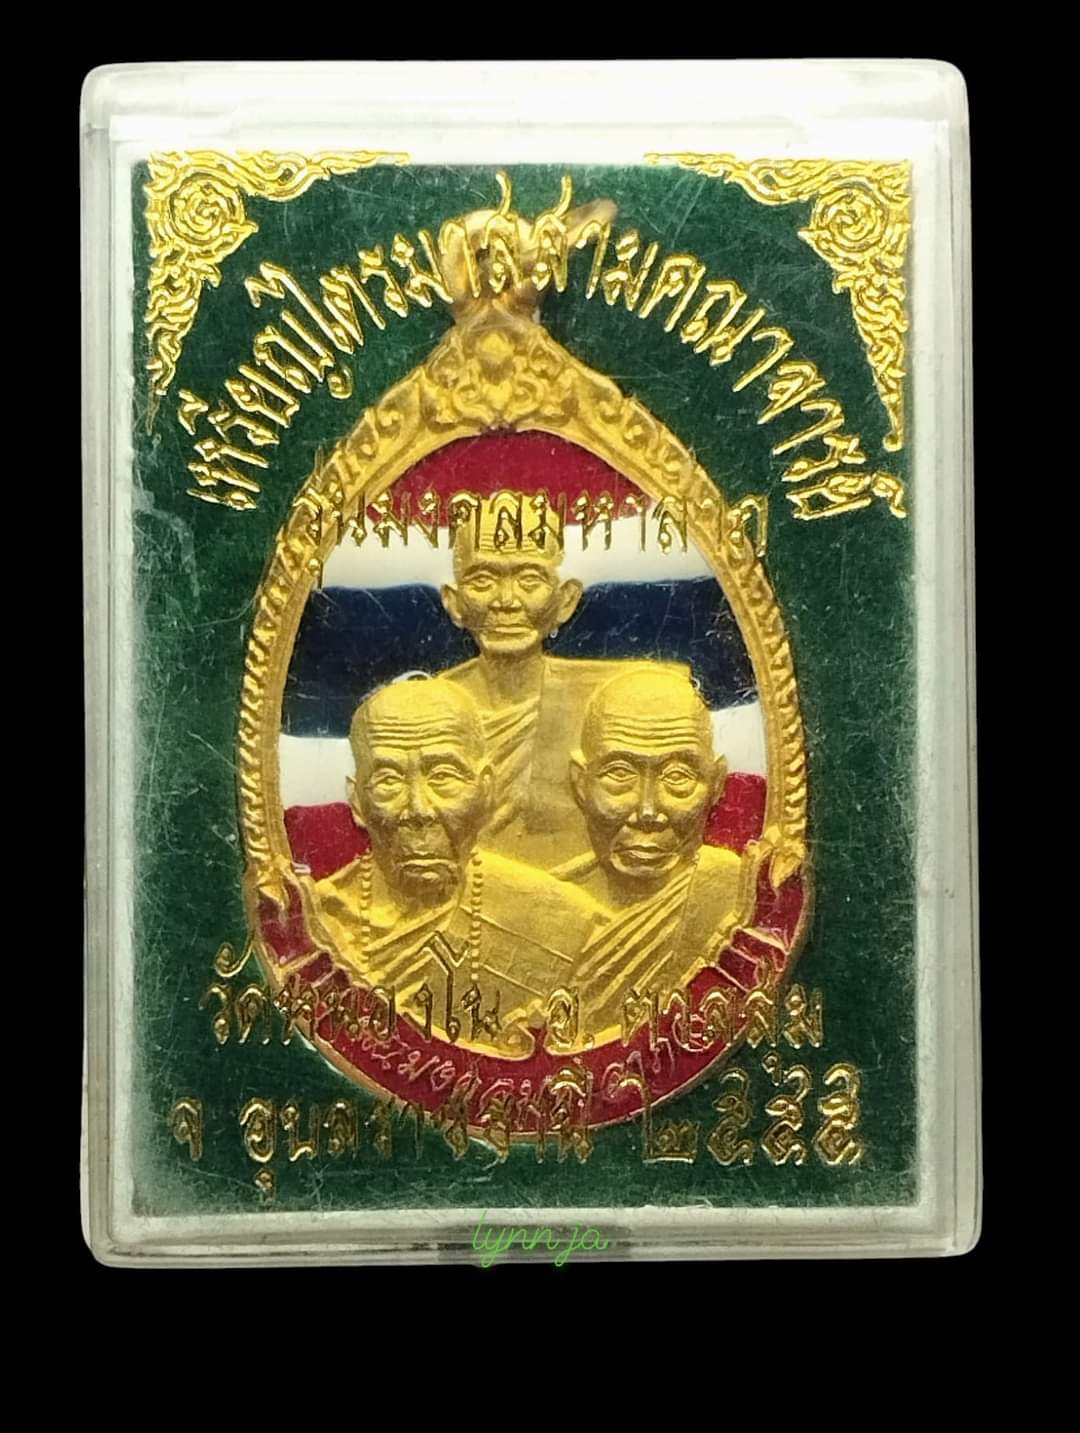 เหรียญไตรมาสสามคณาจารย์
รุ่นมงคลมหาลาภ
วัดหนองโน อ. ตาลสุม
จ อุบลราชธานี ๒๕๕๕
lynn ja